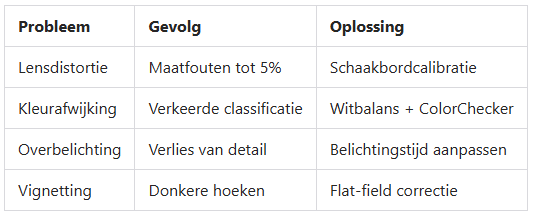 Probleem Gevolg Oplossing
Lensdistortie Maatfouten tot 5% Schaakbordcalibratie
Kleurafwijking Verkeerde classificatie Witbalans + ColorChecker
Overbelichting Verlies van detail Belichtingstijd aanpassen
Vignetting Donkere hoeken Flat-field correctie